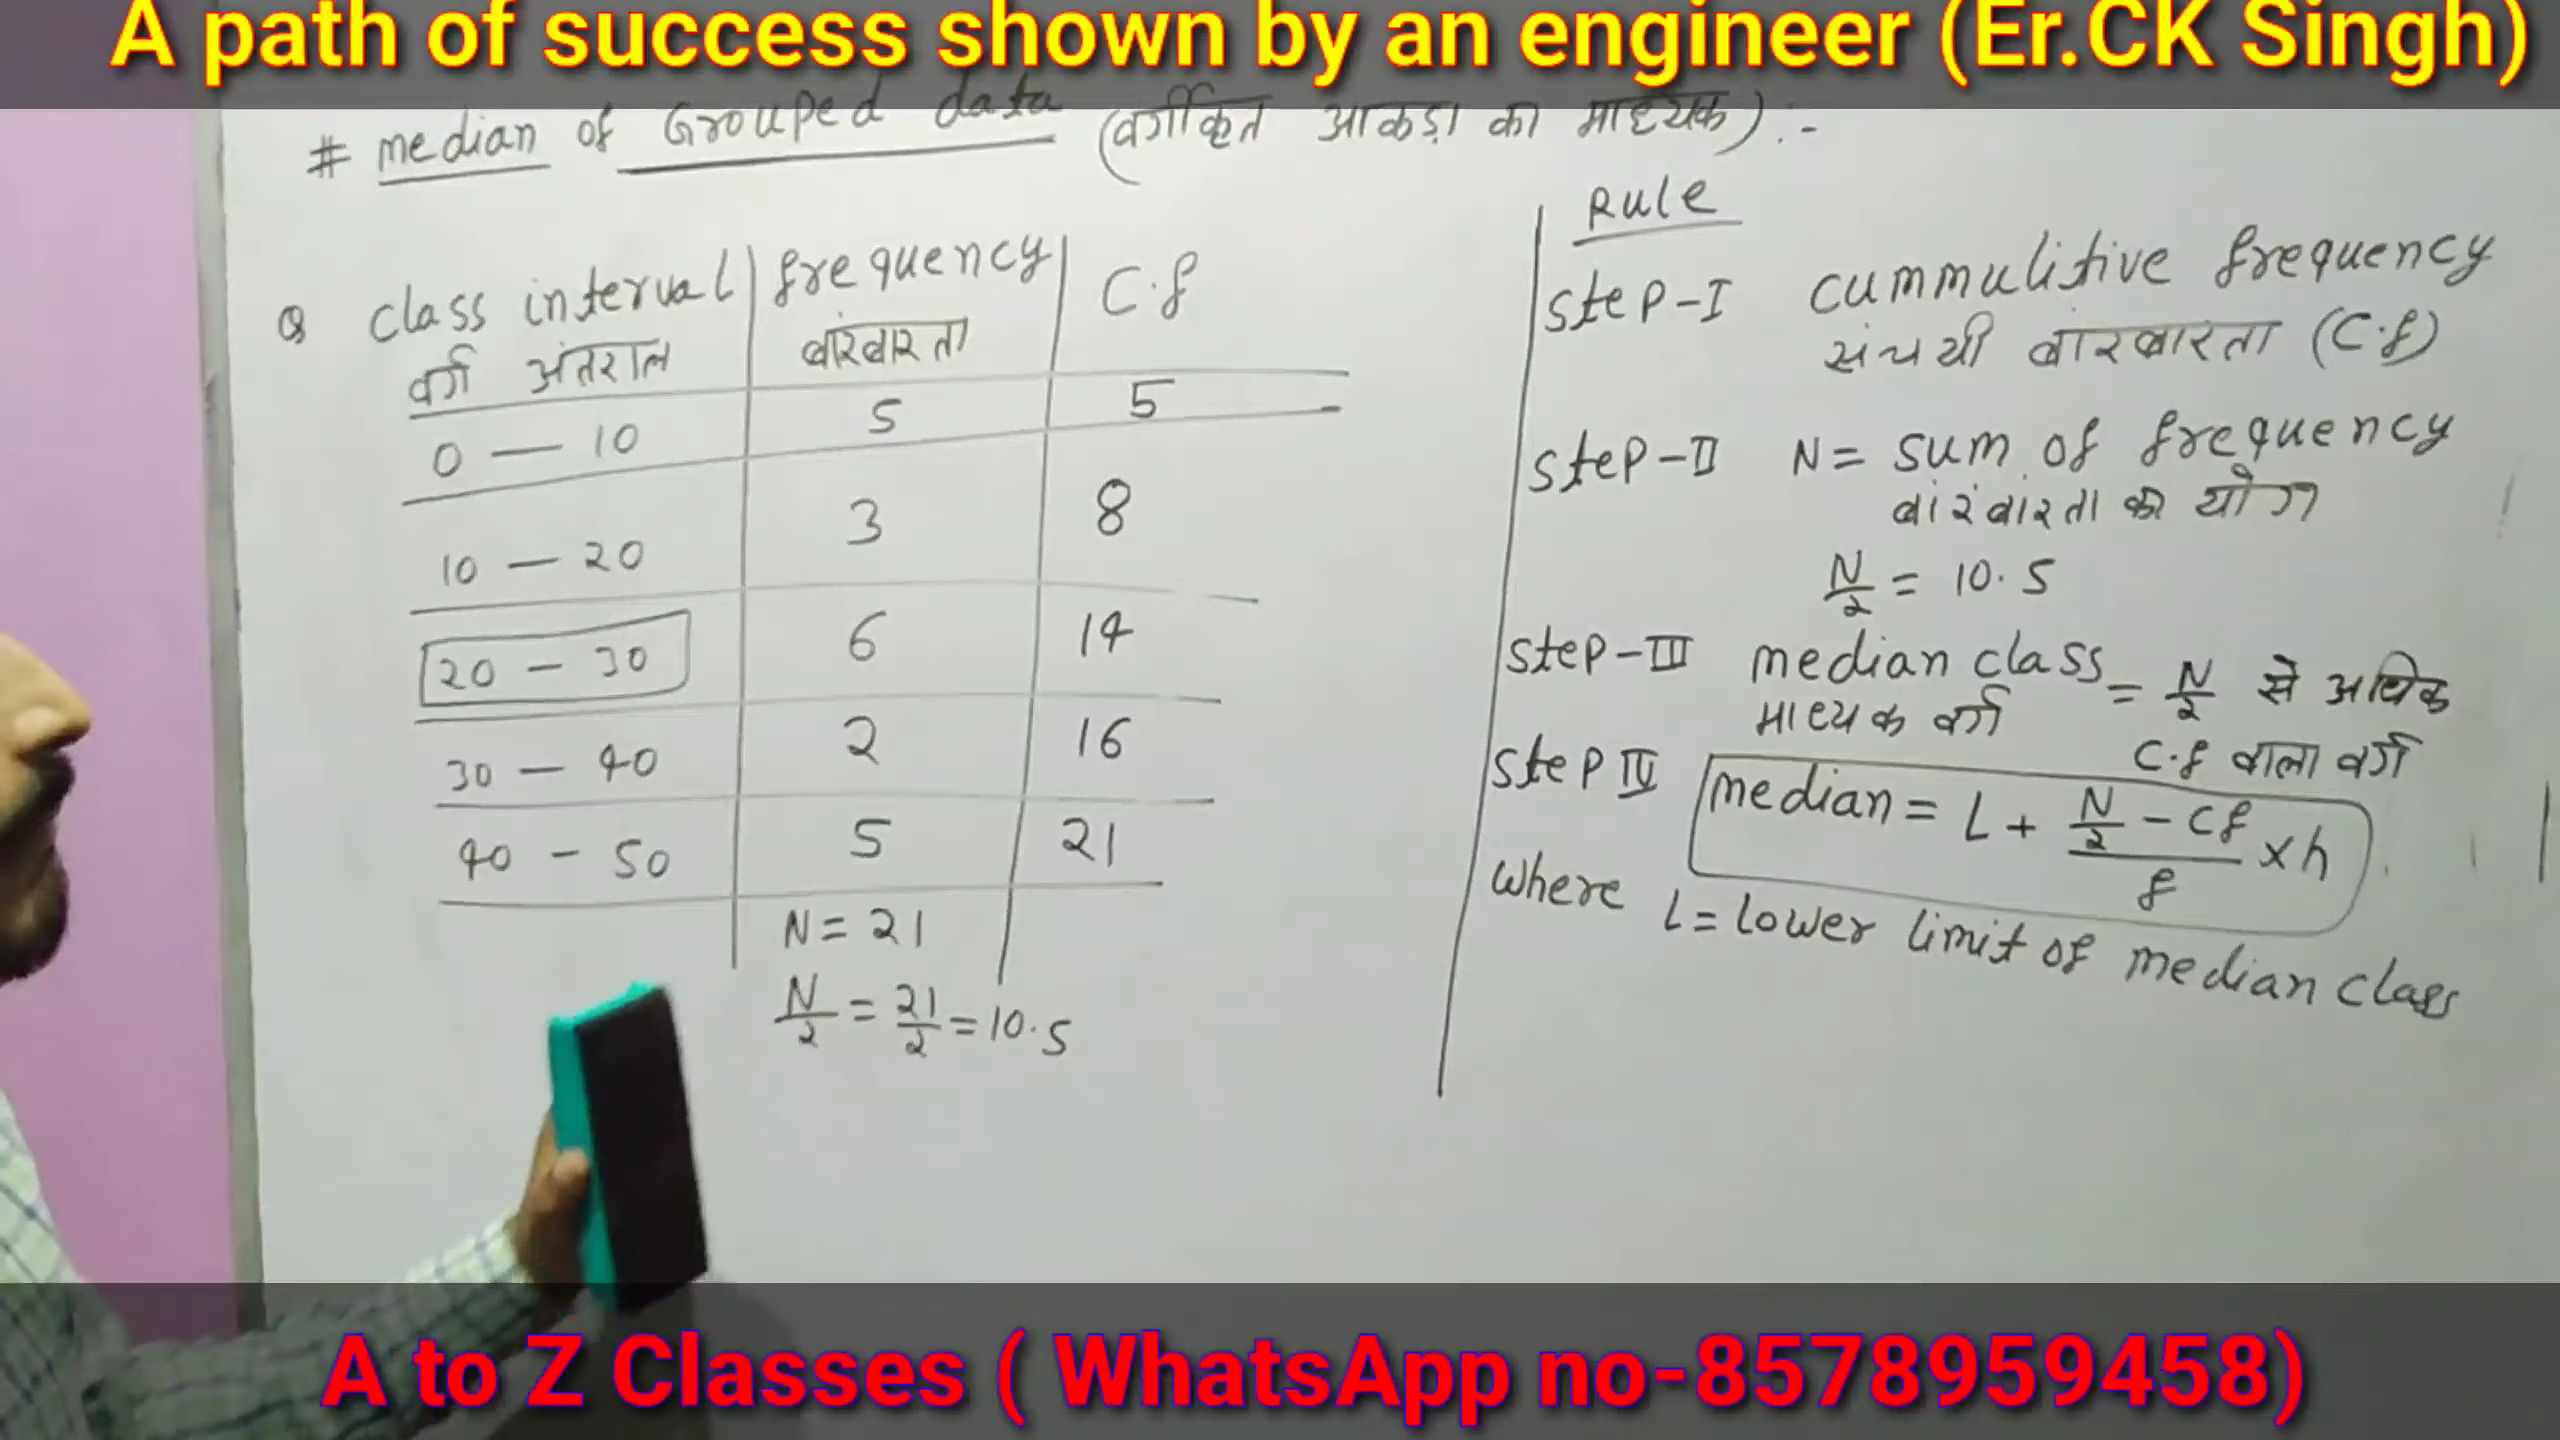 A path of success shown by an engineer (Er.CK Singh)
# median of Grouped data (वर्गीकृत आकड़ा का माध्यक) :-
Q class interval | frequency | C.f
वर्ग अंतराल | बारंबारता
0 — 10 | 5 | 5
10 — 20 | 3 | 8
20 — 30 | 6 | 14
30 — 40 | 2 | 16
40 - 50 | 5 | 21
N = 21
N/2 = 21/2 = 10.5
Rule
Step-I cummulitive frequency
संचयी बारंबारता (C.f)
Step-II N = sum of frequency
बारंबारता का योग
N/2 = 10.5
Step-III median class = N/2 से अधिक
माध्यक वर्ग C.f वाला वर्ग
Step IV median = L + (N/2 - cf)/f × h
Where L = Lower limit of median class
A to Z Classes ( WhatsApp no-8578959458)